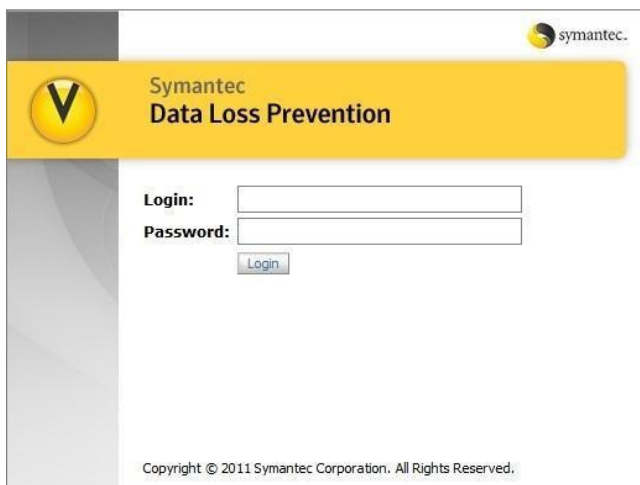 symantec.
Symantec
Data Loss Prevention
Login:
Password:
Login
Copyright © 2011 Symantec Corporation. All Rights Reserved.